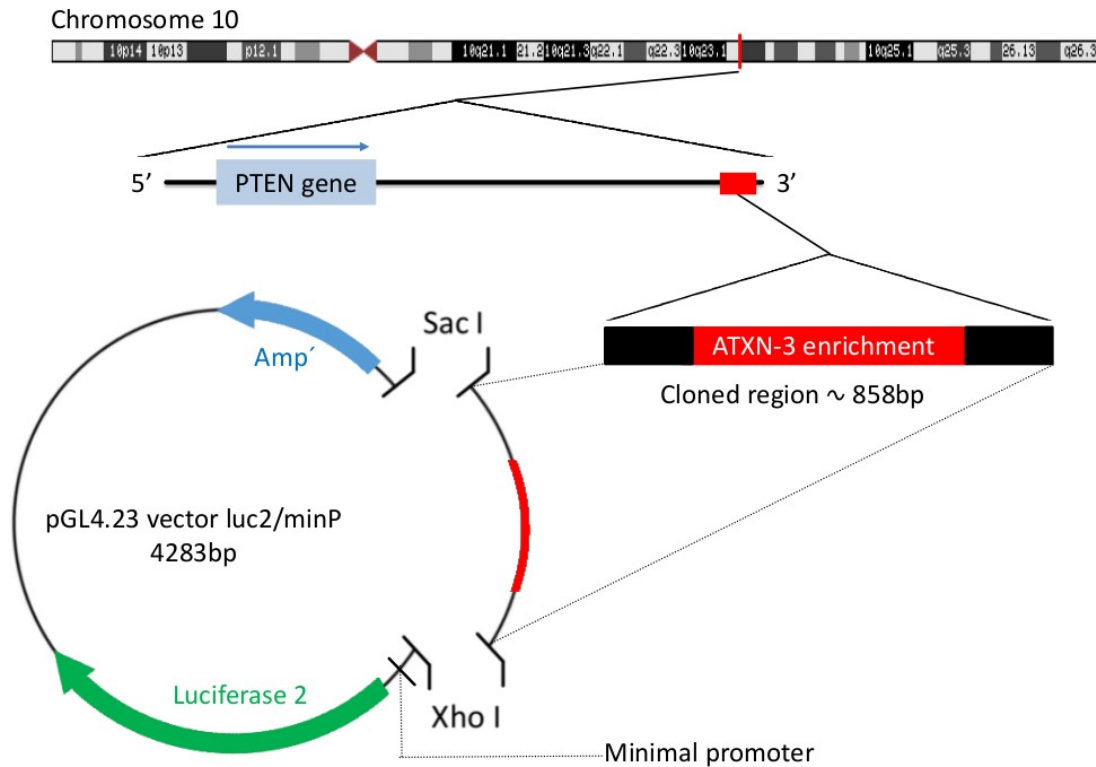 Chromosome 10
10p14 10p13 p12.1 10q21.1 21.2 10q21.3 q22.1 q22.3 10q23.1 10q25.1 q25.3 26.13 q26.3
5’ PTEN gene 3’
Sac I
Amp´
ATXN-3 enrichment
Cloned region ~ 858bp
pGL4.23 vector luc2/minP
4283bp
Luciferase 2
Xho I
Minimal promoter